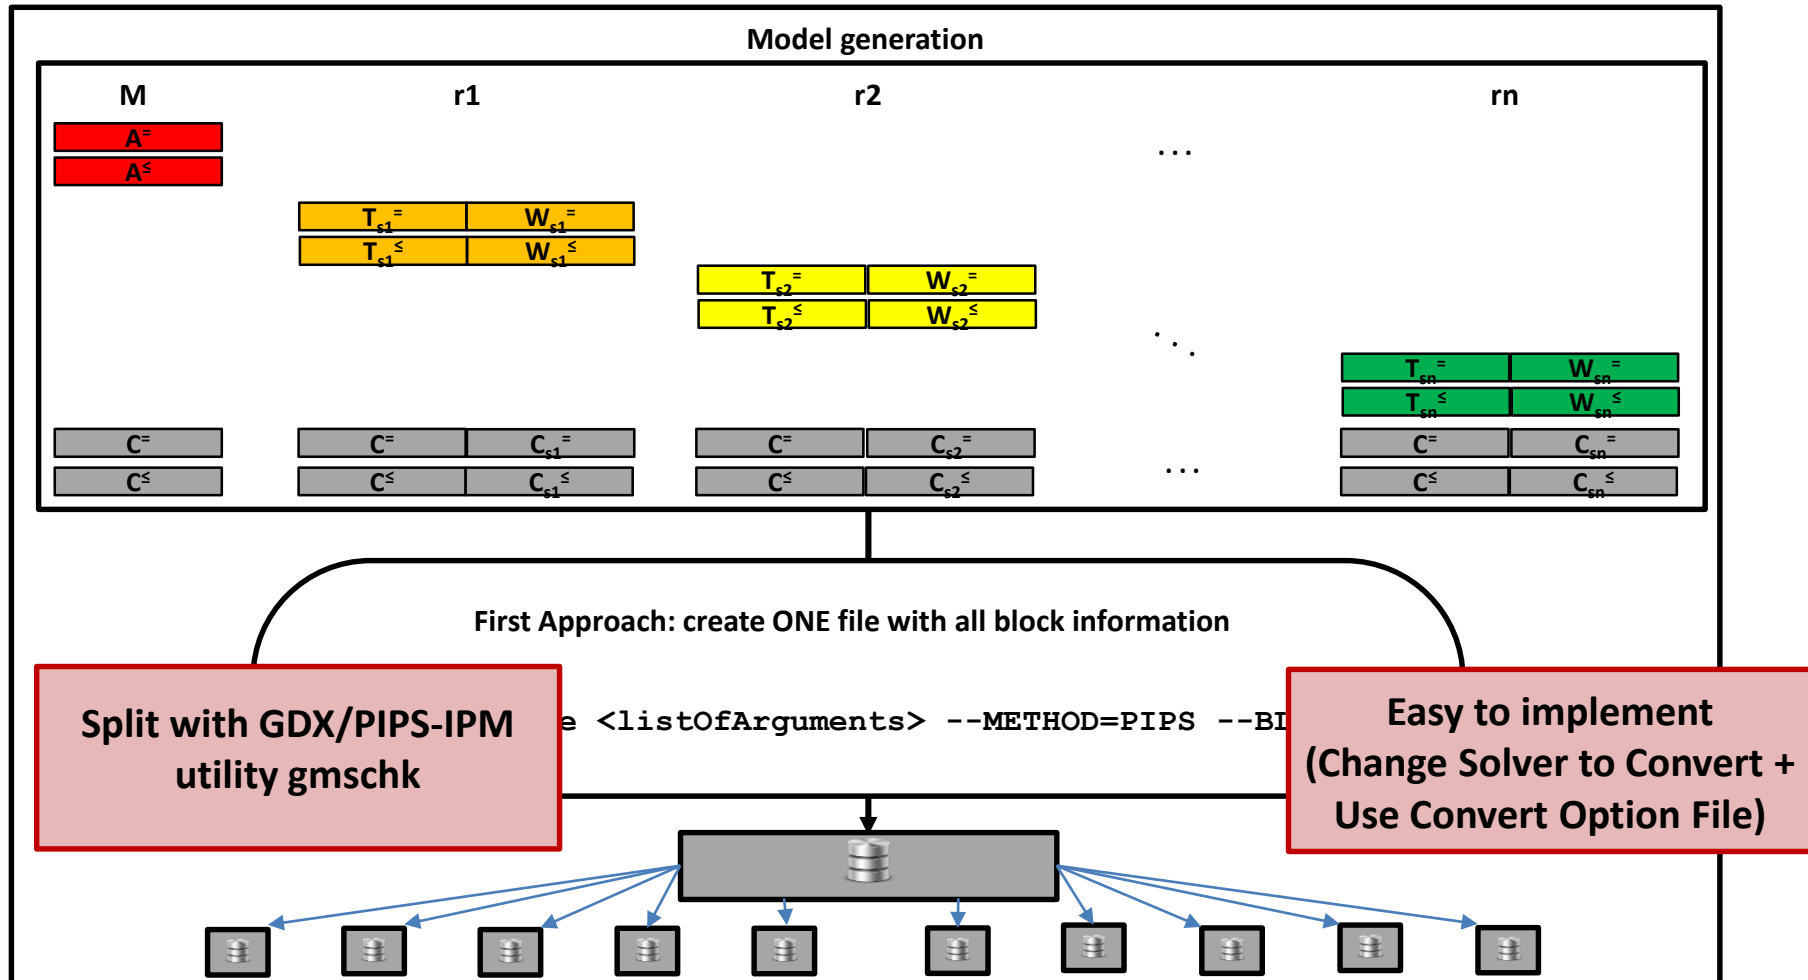 Model generation
M r1 r2 rn
A=
A≤
...
Ts1= Ws1=
Ts1≤ Ws1≤
Ts2= Ws2=
Ts2≤ Ws2≤
...
Tsn= Wsn=
Tsn≤ Wsn≤
C= C= Cs1= C= Cs2= C= Csn=
C≤ C≤ Cs1≤ C≤ Cs2≤ ... C≤ Csn≤
First Approach: create ONE file with all block information
e <listOfArguments> --METHOD=PIPS --BL
Split with GDX/PIPS-IPM
utility gmschk
Easy to implement
(Change Solver to Convert +
Use Convert Option File)